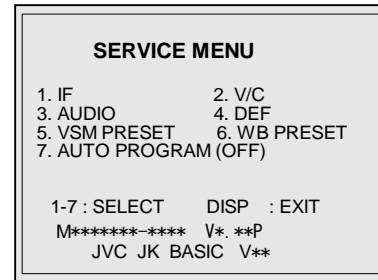 SERVICE MENU
1. IF 2. V/C
3. AUDIO 4. DEF
5. VSM PRESET 6. WB PRESET
7. AUTO PROGRAM (OFF)
1-7 : SELECT DISP : EXIT
M*******-**** V*.**P
JVC JK BASIC V**